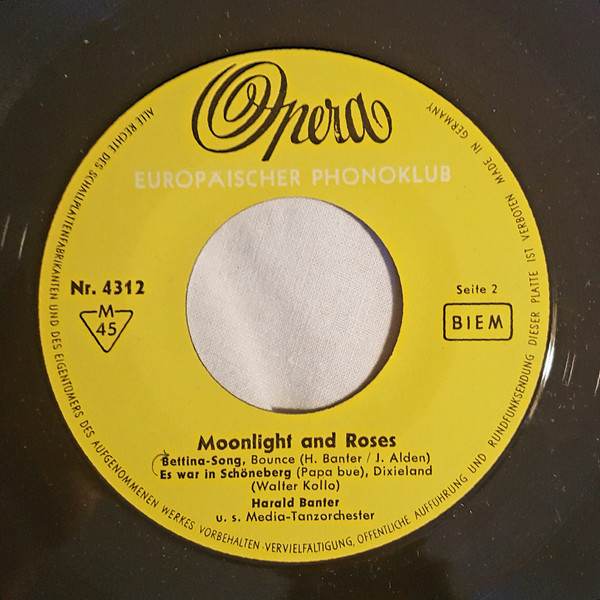 Opera
EUROPÄISCHER PHONOKLUB
Nr. 4312
M
45
Seite 2
BIEM
Moonlight and Roses
Bettina-Song, Bounce (H. Banter / J. Alden)
Es war in Schöneberg (Papa bue), Dixieland
(Walter Kollo)
Harald Banter
u. s. Media-Tanzorchester
ALLE RECHTE DES SCHALLPLATTENFABRIKANTEN UND DES EIGENTÜMERS DES AUFGENOMMENEN WERKES VORBEHALTEN - VERVIELFÄLTIGUNG, ÖFFENTLICHE AUFFÜHRUNG UND RUNDFUNKSENDUNG DIESER PLATTE IST VERBOTEN MADE IN GERMANY